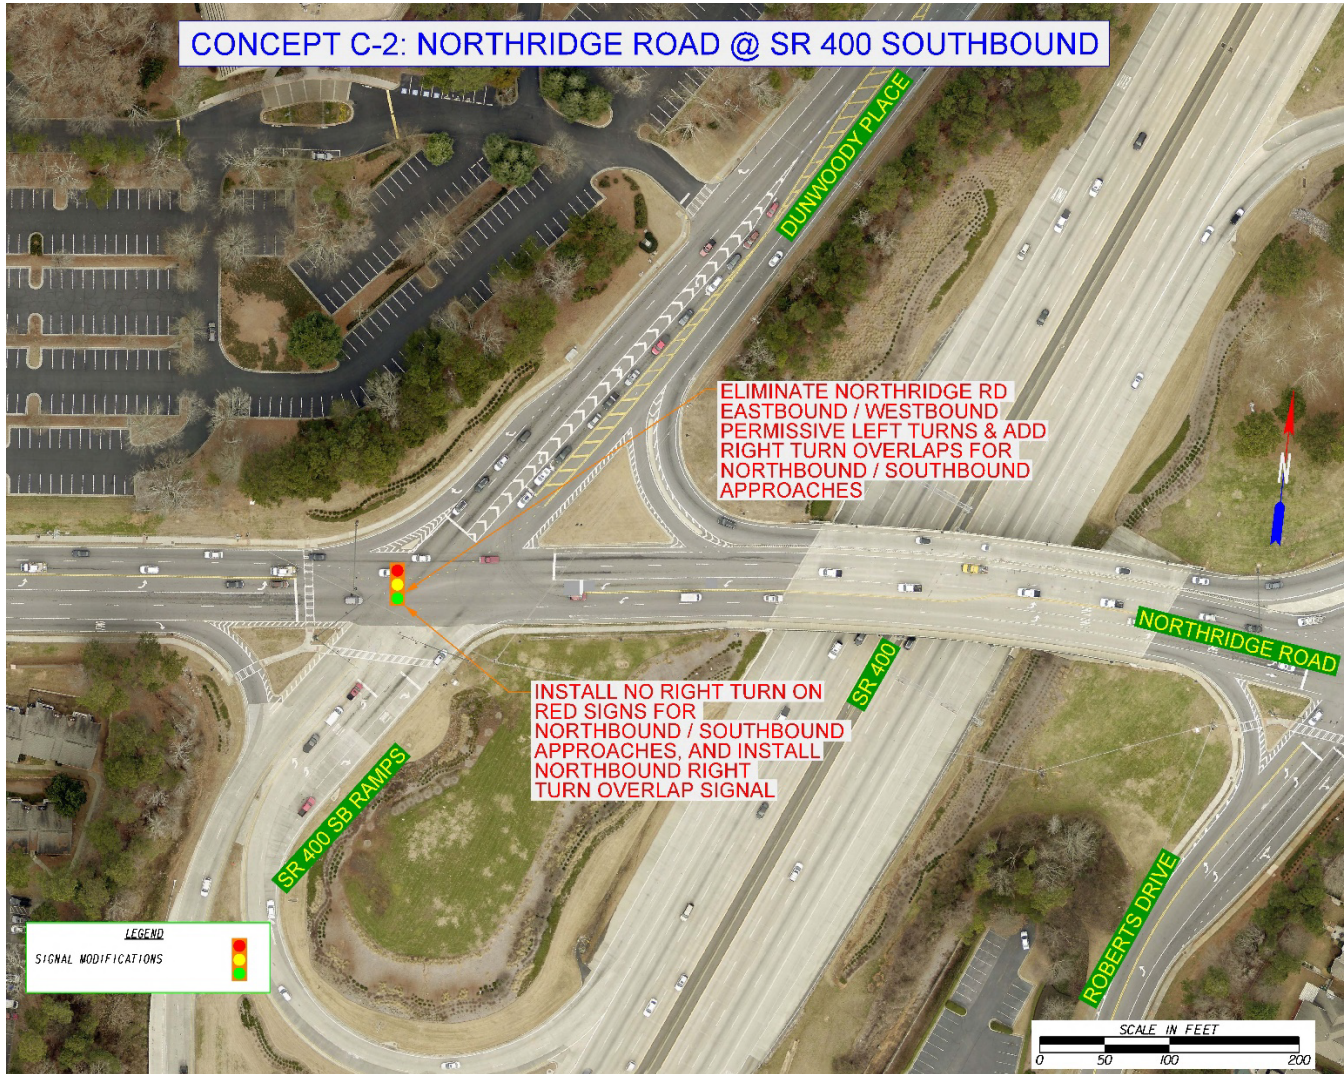 CONCEPT C-2: NORTHRIDGE ROAD @ SR 400 SOUTHBOUND
DUNWOODY PLACE
ELIMINATE NORTHRIDGE RD
EASTBOUND / WESTBOUND
PERMISSIVE LEFT TURNS & ADD
RIGHT TURN OVERLAPS FOR
NORTHBOUND / SOUTHBOUND
APPROACHES
N
NORTHRIDGE ROAD
SR 400
INSTALL NO RIGHT TURN ON
RED SIGNS FOR
NORTHBOUND / SOUTHBOUND
APPROACHES, AND INSTALL
NORTHBOUND RIGHT
TURN OVERLAP SIGNAL
SR 400 SB RAMPS
ROBERTS DRIVE
LEGEND
SIGNAL MODIFICATIONS
SCALE IN FEET
0 50 100 200